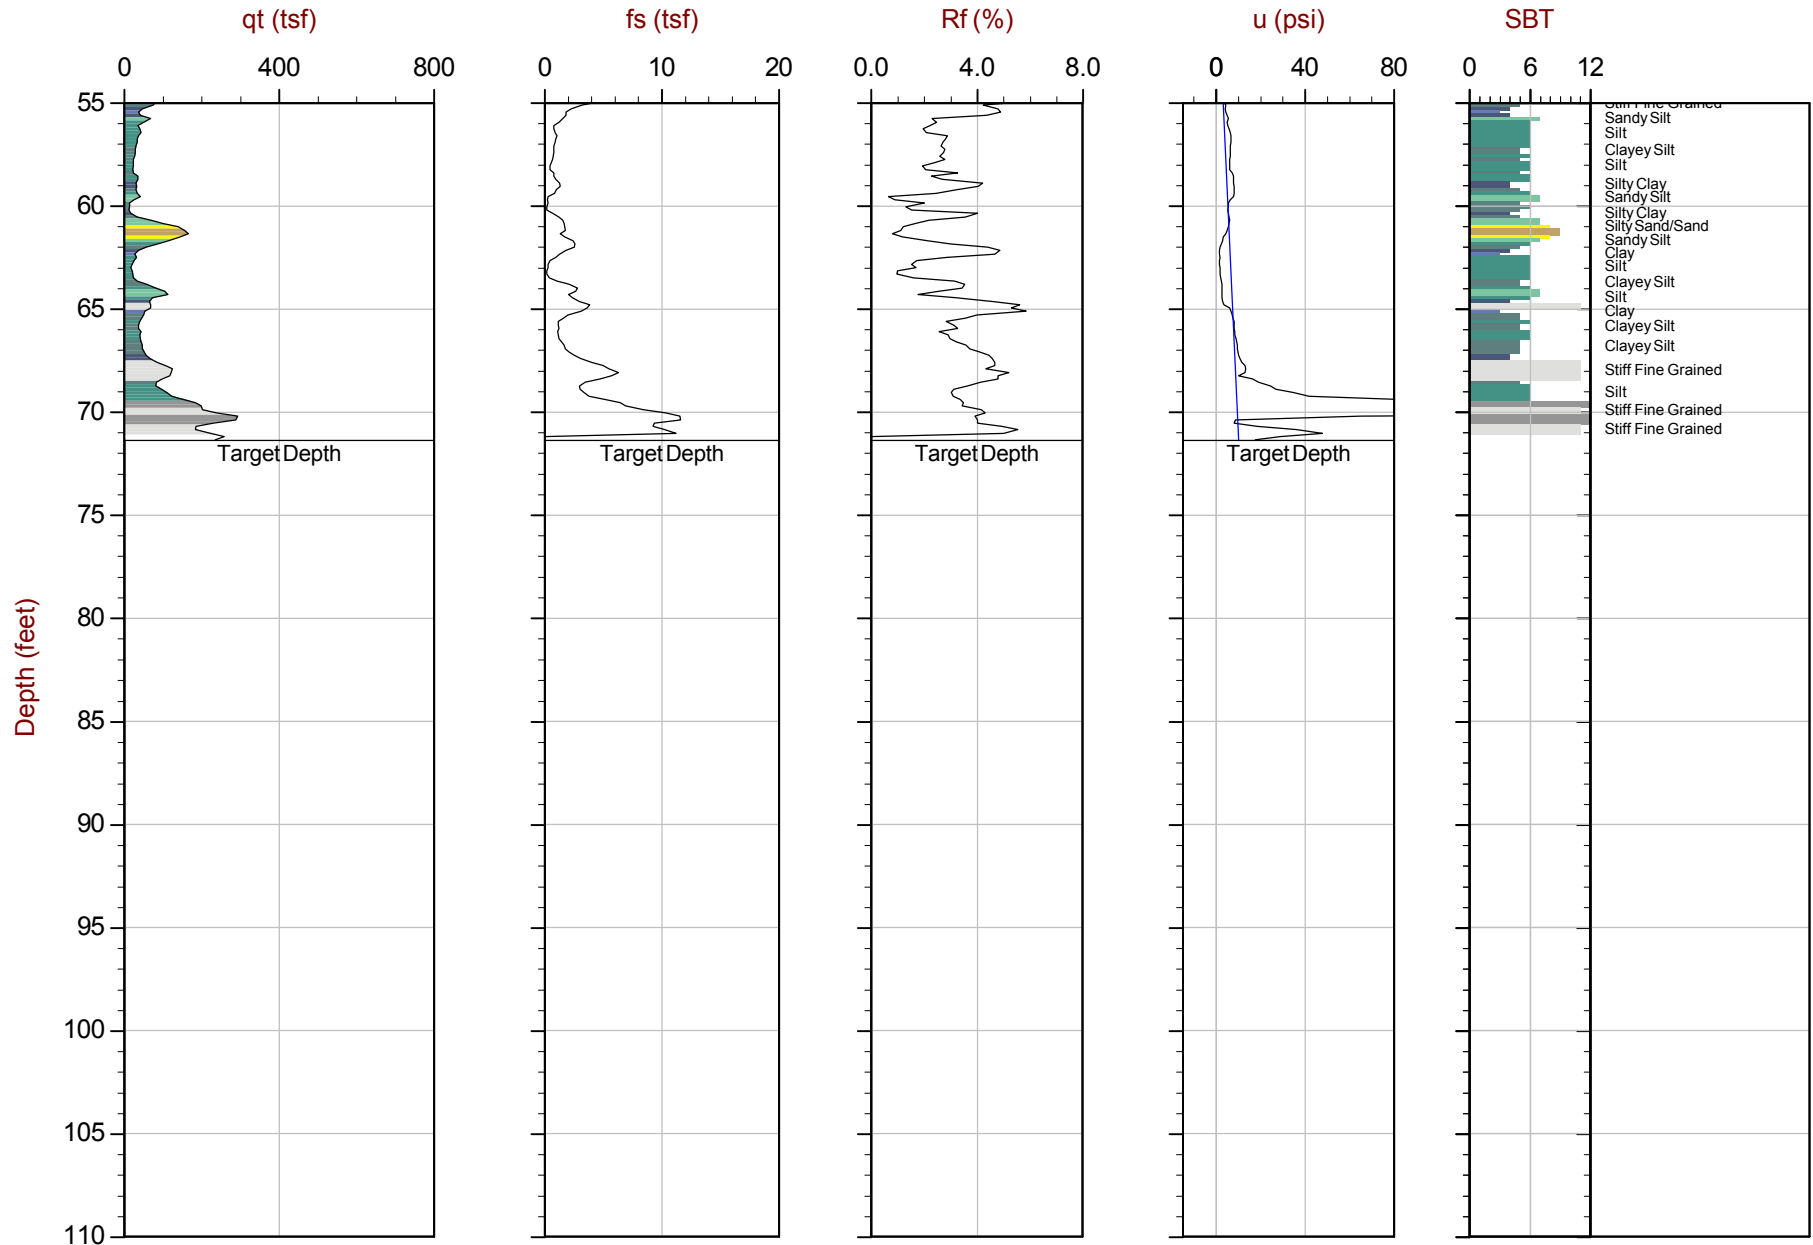 qt (tsf) fs (tsf) Rf (%) u (psi) SBT
0 400 800 0 10 20 0.0 4.0 8.0 0 40 80 0 6 12
55
60
65
70
75
80
85
90
95
100
105
110
Depth (feet)
Stiff Fine Grained
Sandy Silt
Silt
Clayey Silt
Silt
Silty Clay
Sandy Silt
Silty Clay
Silty Sand/Sand
Sandy Silt
Clay
Silt
Clayey Silt
Silt
Clay
Clayey Silt
Clayey Silt
Stiff Fine Grained
Silt
Stiff Fine Grained
Stiff Fine Grained
Target Depth Target Depth Target Depth Target Depth